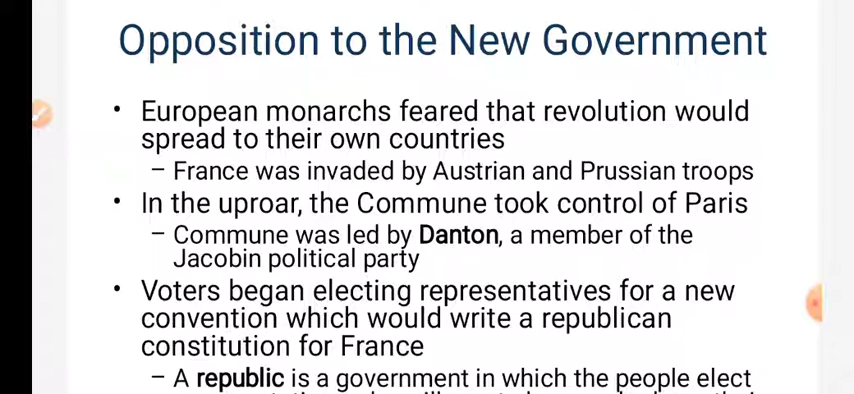 Opposition to the New Government
• European monarchs feared that revolution would
spread to their own countries
– France was invaded by Austrian and Prussian troops
• In the uproar, the Commune took control of Paris
– Commune was led by Danton, a member of the
Jacobin political party
• Voters began electing representatives for a new
convention which would write a republican
constitution for France
– A republic is a government in which the people elect